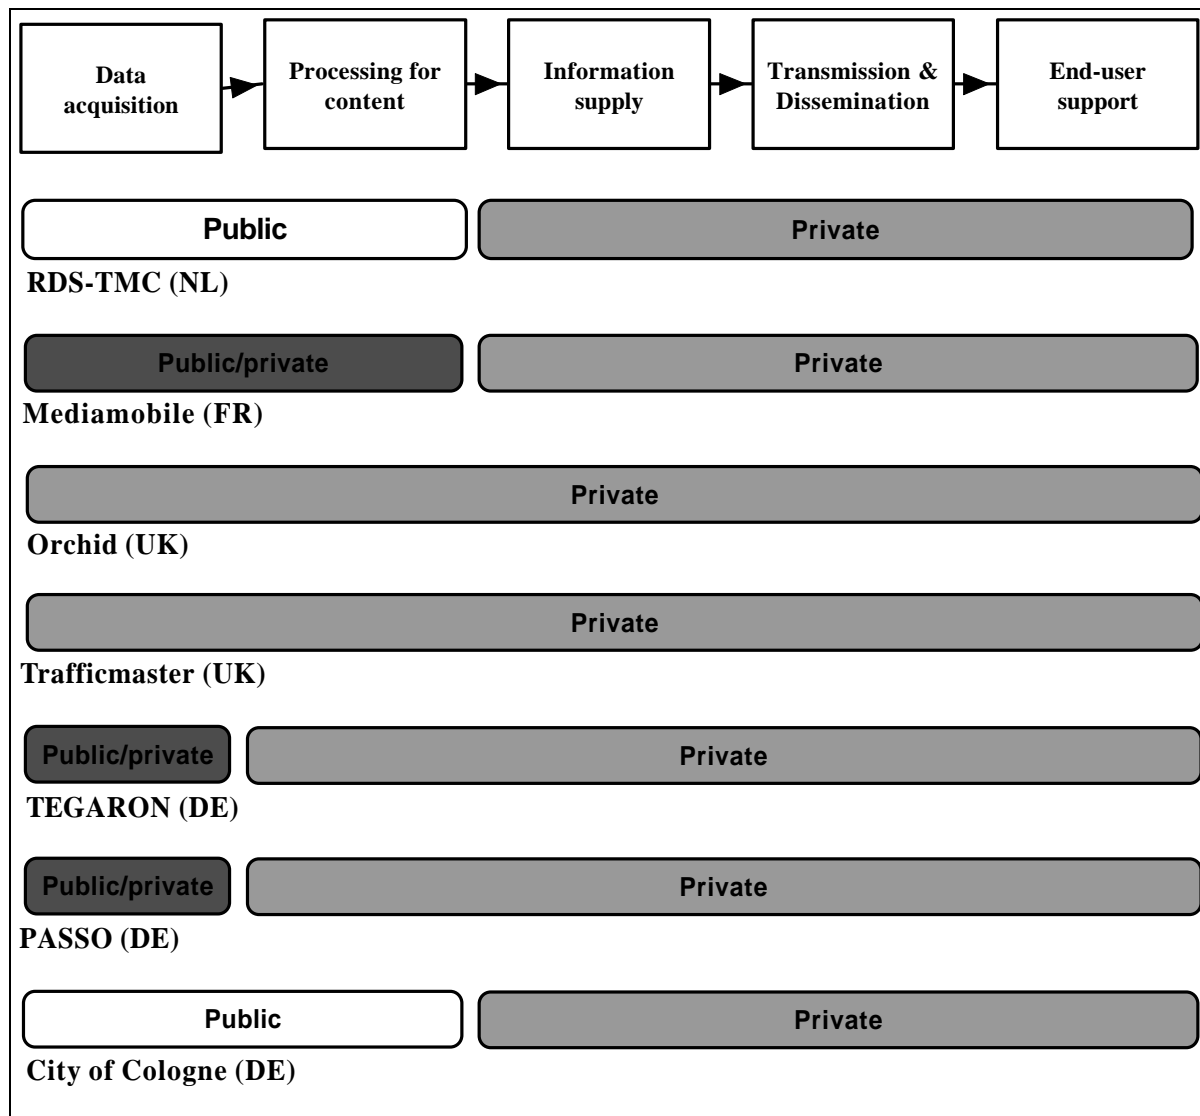 Data
acquisition
Processing for
content
Information
supply
Transmission &
Dissemination
End-user
support
Public
Private
RDS-TMC (NL)
Public/private
Private
Mediamobile (FR)
Private
Orchid (UK)
Private
Trafficmaster (UK)
Public/private
Private
TEGARON (DE)
Public/private
Private
PASSO (DE)
Public
Private
City of Cologne (DE)